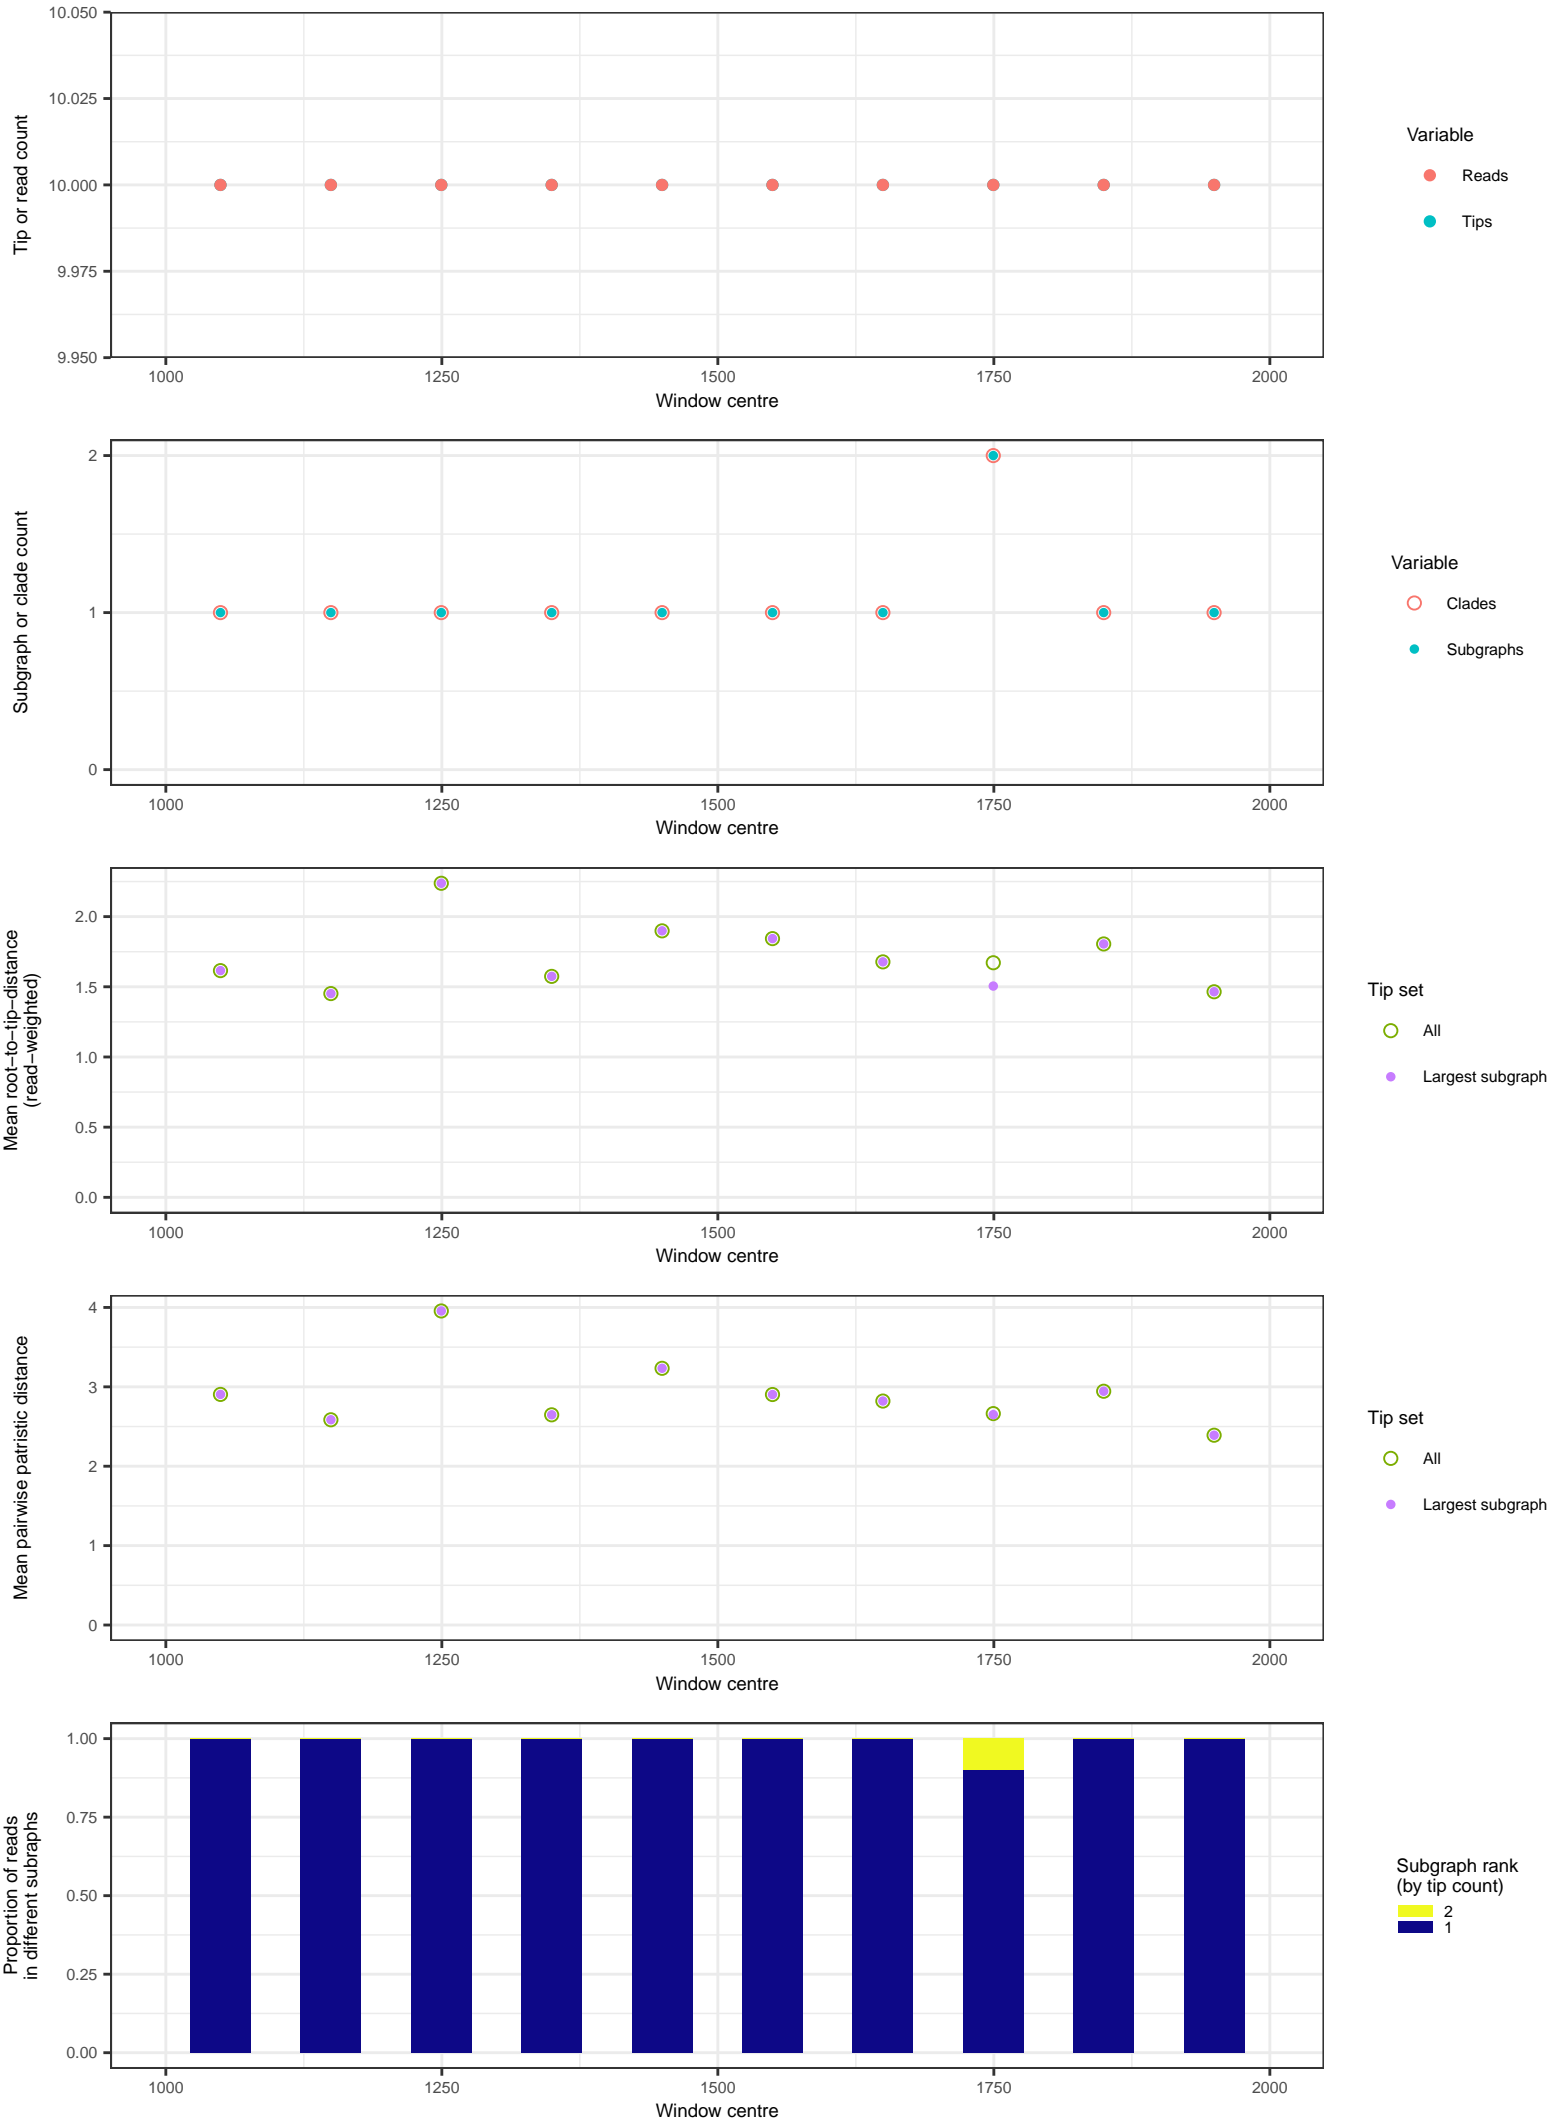 10.050
10.025
10.000
9.975
9.950
Tip or read count
1000 1250 1500 1750 2000
Window centre
Variable
Reads
Tips
2
1
0
Subgraph or clade count
1000 1250 1500 1750 2000
Window centre
Variable
Clades
Subgraphs
2.0
1.5
1.0
0.5
0.0
Mean root−to−tip−distance
(read−weighted)
1000 1250 1500 1750 2000
Window centre
Tip set
All
Largest subgraph
4
3
2
1
0
Mean pairwise patristic distance
1000 1250 1500 1750 2000
Window centre
Tip set
All
Largest subgraph
1.00
0.75
0.50
0.25
0.00
Proportion of reads
in different subraphs
1000 1250 1500 1750 2000
Window centre
Subgraph rank
(by tip count)
2
1